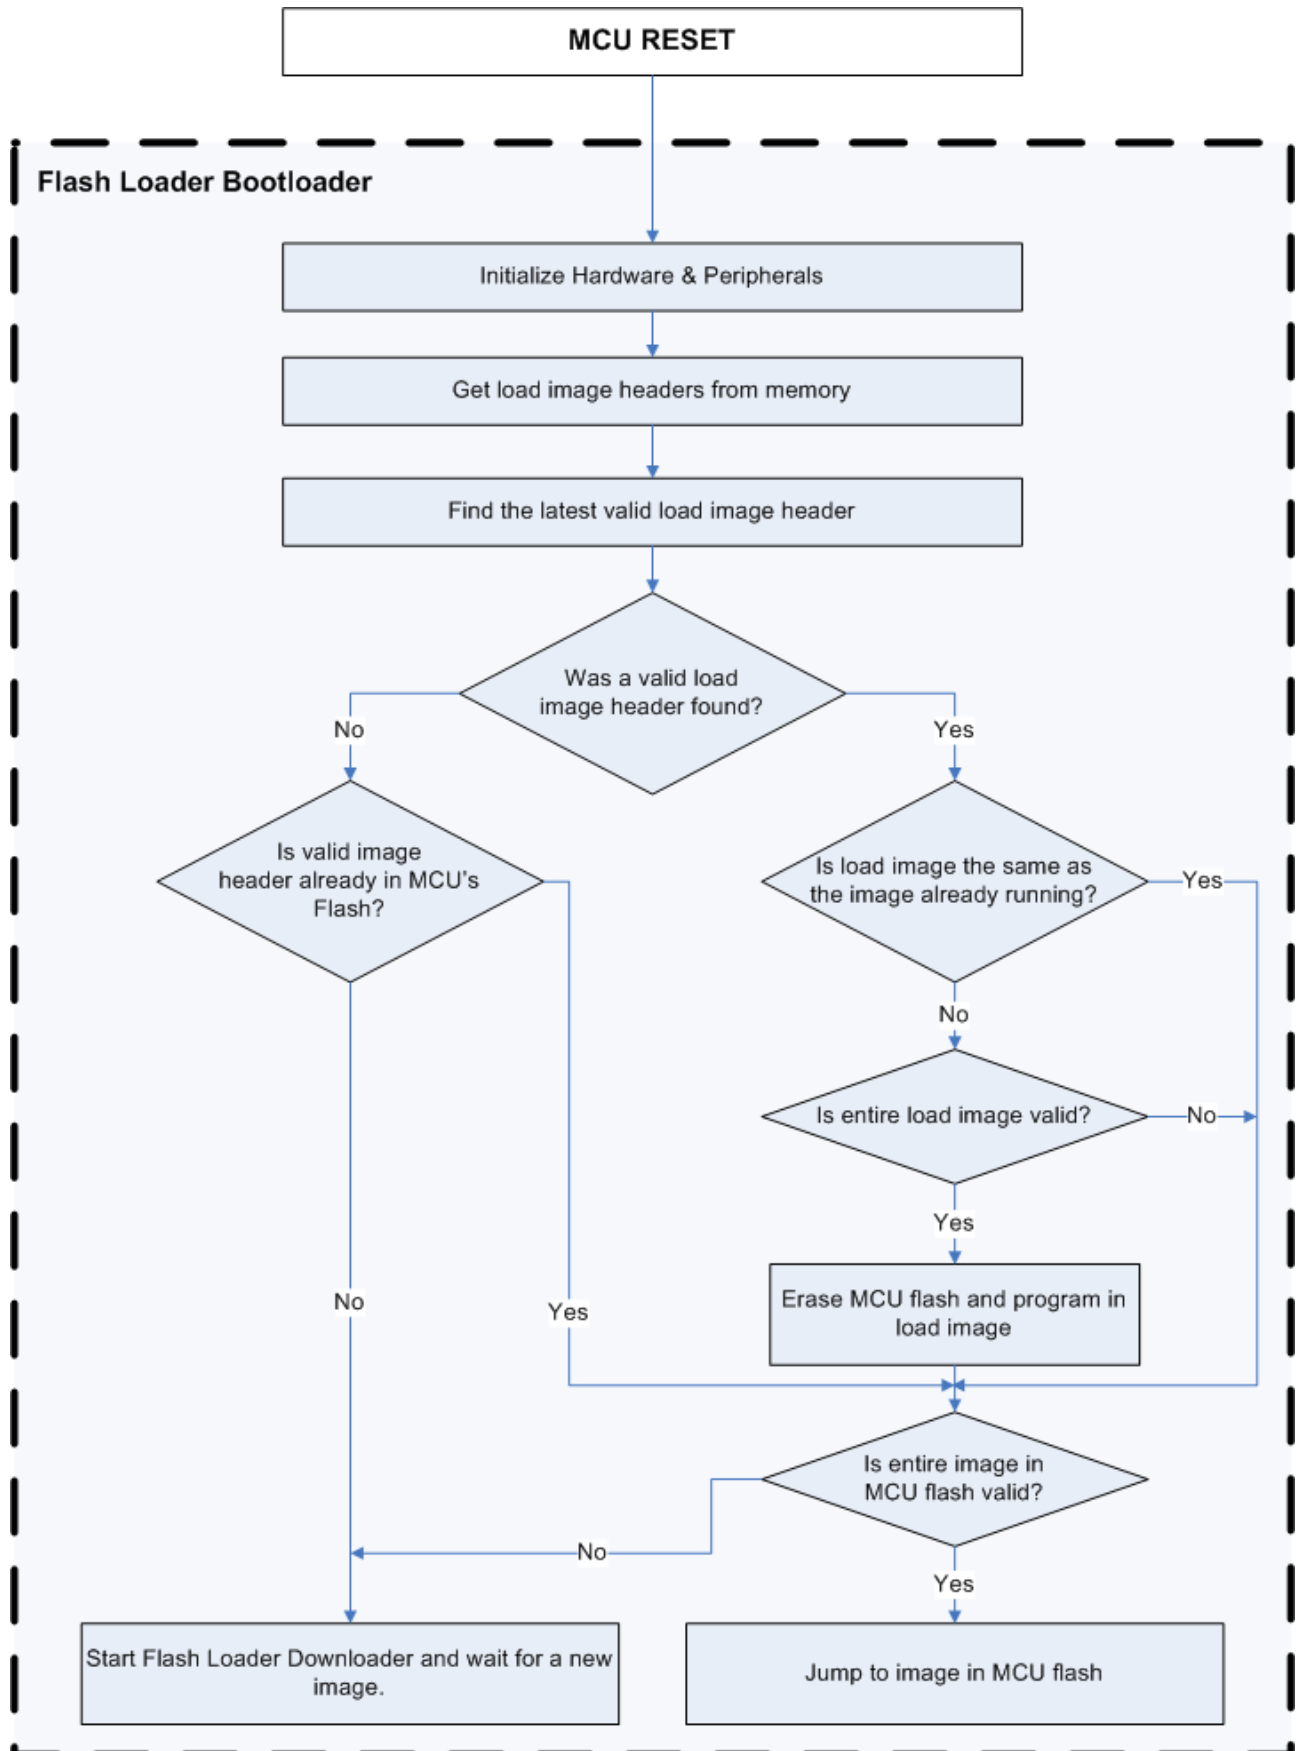 MCU RESET
Flash Loader Bootloader
Initialize Hardware & Peripherals
Get load image headers from memory
Find the latest valid load image header
Was a valid load
image header found?
No
Yes
Is valid image
header already in MCU's
Flash?
Is load image the same as
the image already running?
Yes
No
Is entire load image valid?
No
Yes
Erase MCU flash and program in
load image
No
Yes
Is entire image in
MCU flash valid?
No
Yes
Start Flash Loader Downloader and wait for a new
image.
Jump to image in MCU flash